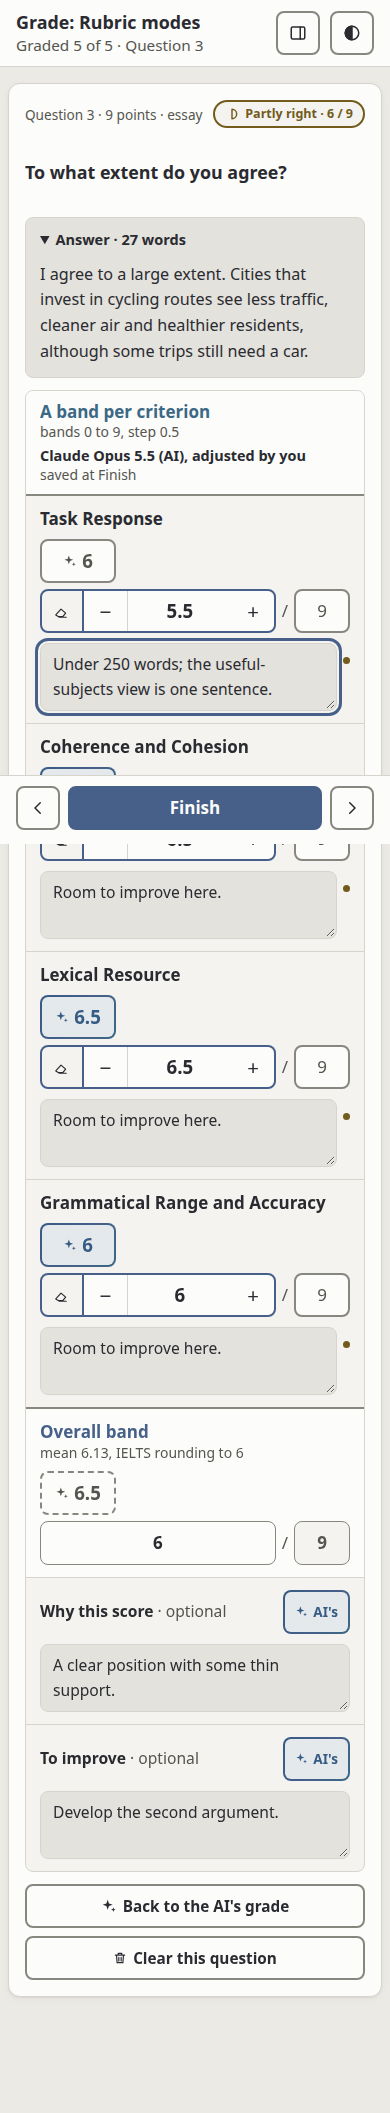 Grade: Rubric modes
Graded 5 of 5 · Question 3
Question 3 · 9 points · essay
Partly right · 6 / 9
To what extent do you agree?
▼ Answer · 27 words
I agree to a large extent. Cities that
invest in cycling routes see less traffic,
cleaner air and healthier residents,
although some trips still need a car.
A band per criterion
bands 0 to 9, step 0.5
Claude Opus 5.5 (AI), adjusted by you
saved at Finish
Task Response
6
− 5.5 + / 9
Under 250 words; the useful-
subjects view is one sentence.
Coherence and Cohesion
Finish
Room to improve here.
Lexical Resource
6.5
− 6.5 + / 9
Room to improve here.
Grammatical Range and Accuracy
6
− 6 + / 9
Room to improve here.
Overall band
mean 6.13, IELTS rounding to 6
6.5
6 / 9
Why this score · optional
AI's
A clear position with some thin
support.
To improve · optional
AI's
Develop the second argument.
Back to the AI's grade
Clear this question